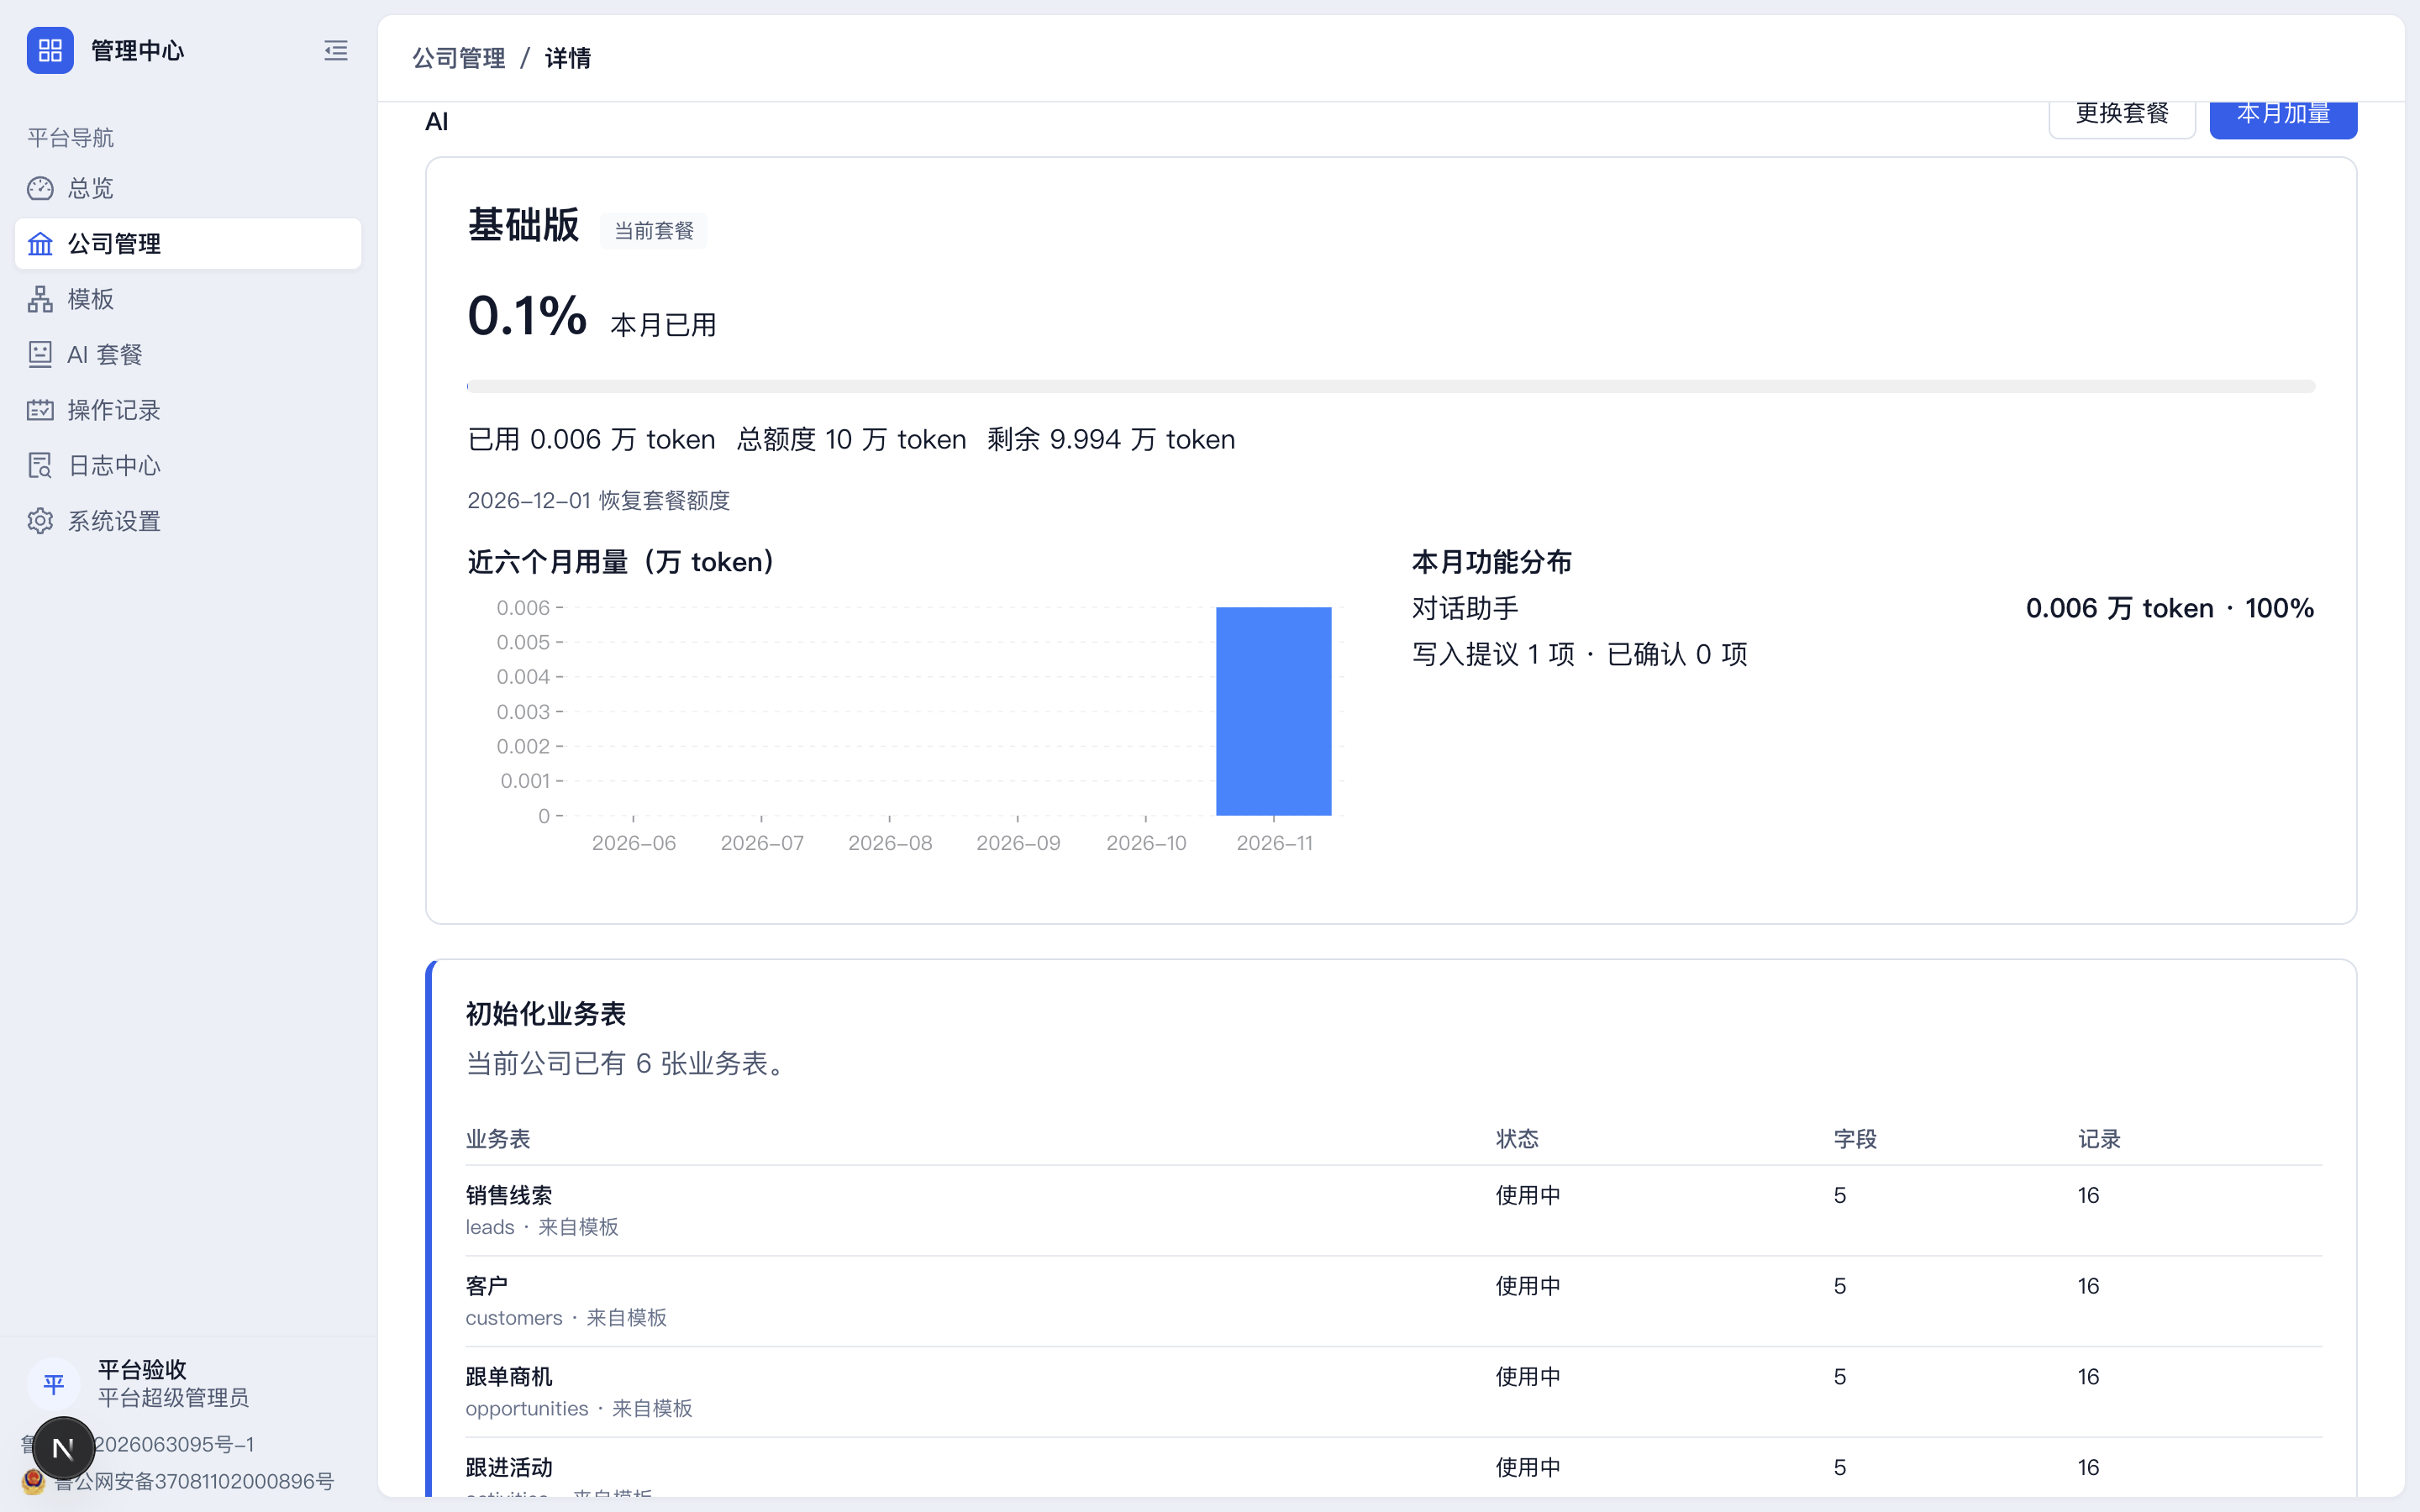 管理中心
平台导航
总览
公司管理
模板
AI 套餐
操作记录
日志中心
系统设置
平
平台验收
平台超级管理员
N
2026063095号-1
鲁公网安备37081102000896号
公司管理 / 详情
AI
更换套餐
本月加量
基础版 当前套餐
0.1% 本月已用
已用 0.006 万 token 总额度 10 万 token 剩余 9.994 万 token
2026-12-01 恢复套餐额度
近六个月用量（万 token）
0.006
0.005
0.004
0.003
0.002
0.001
0
2026-06 2026-07 2026-08 2026-09 2026-10 2026-11
本月功能分布
对话助手 0.006 万 token · 100%
写入提议 1 项 · 已确认 0 项
初始化业务表
当前公司已有 6 张业务表。
业务表 状态 字段 记录
销售线索 使用中 5 16
leads · 来自模板
客户 使用中 5 16
customers · 来自模板
跟单商机 使用中 5 16
opportunities · 来自模板
跟进活动 使用中 5 16
activities · 来自模板